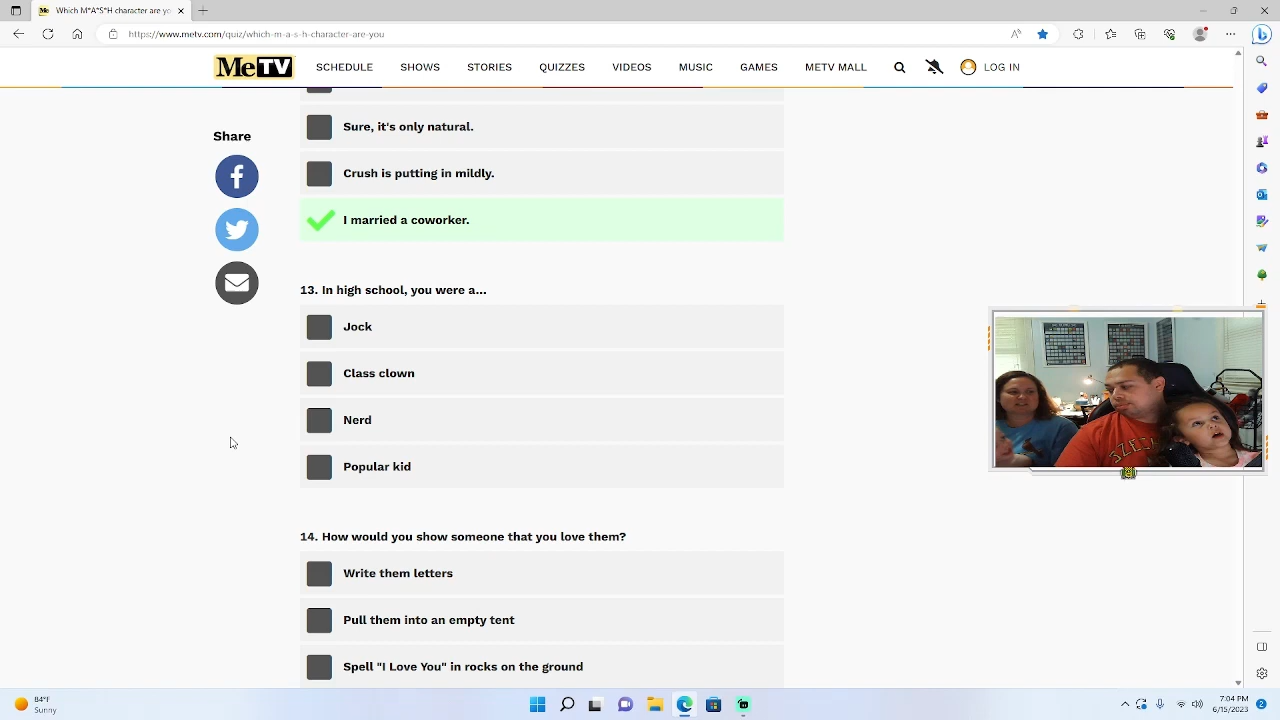 Which M*A*S*H character are yo
https://www.metv.com/quiz/which-m-a-s-h-character-are-you
MeTV
SCHEDULE
SHOWS
STORIES
QUIZZES
VIDEOS
MUSIC
GAMES
METV MALL
LOG IN
Share
Sure, it's only natural.
Crush is putting in mildly.
I married a coworker.
13. In high school, you were a...
Jock
Class clown
Nerd
Popular kid
14. How would you show someone that you love them?
Write them letters
Pull them into an empty tent
Spell "I Love You" in rocks on the ground
84°F
Sunny
7:04 PM
6/15/2023